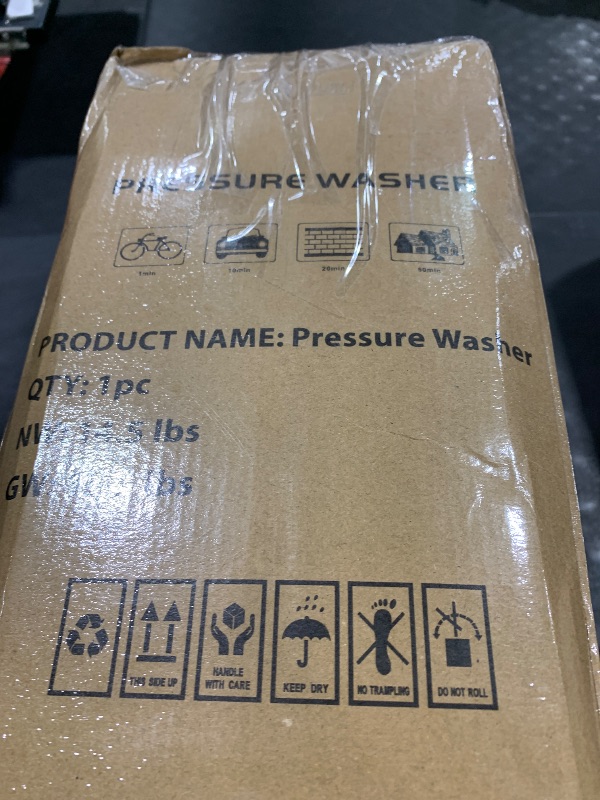 PRESSURE WASHER
1min
20min
PRODUCT NAME: Pressure Washer
QTY: 1pc
lbs
lbs
THIS SIDE UP
HANDLE
WITH CARE
KEEP DRY
NO TRAMPLING
DO NOT ROLL